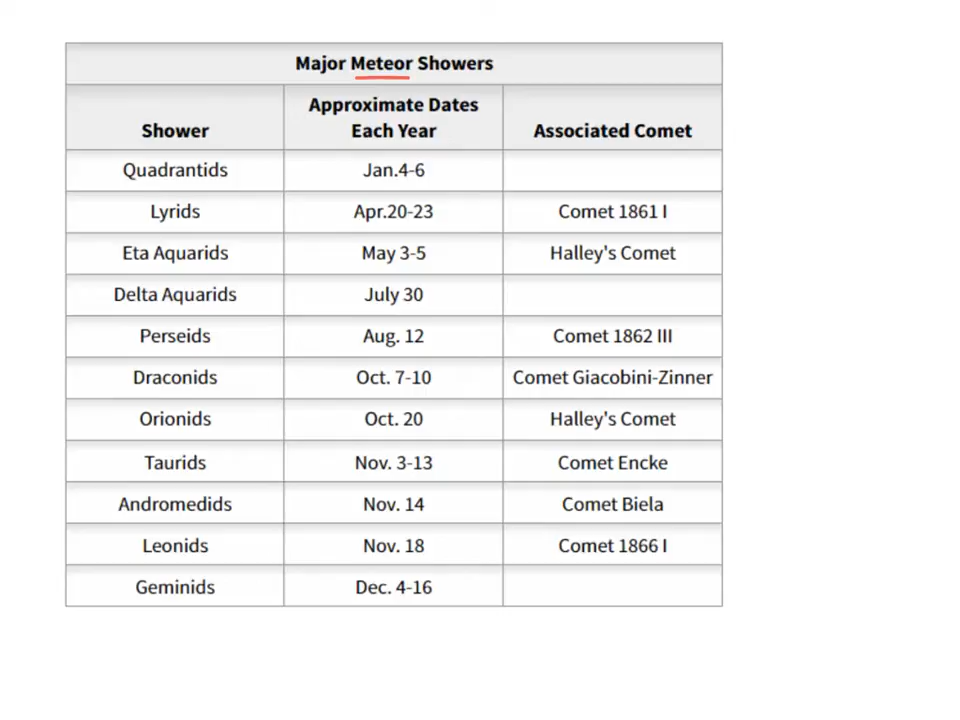 Major Meteor Showers
Shower Approximate Dates Each Year Associated Comet
Quadrantids Jan.4-6
Lyrids Apr.20-23 Comet 1861 I
Eta Aquarids May 3-5 Halley's Comet
Delta Aquarids July 30
Perseids Aug. 12 Comet 1862 III
Draconids Oct. 7-10 Comet Giacobini-Zinner
Orionids Oct. 20 Halley's Comet
Taurids Nov. 3-13 Comet Encke
Andromedids Nov. 14 Comet Biela
Leonids Nov. 18 Comet 1866 I
Geminids Dec. 4-16